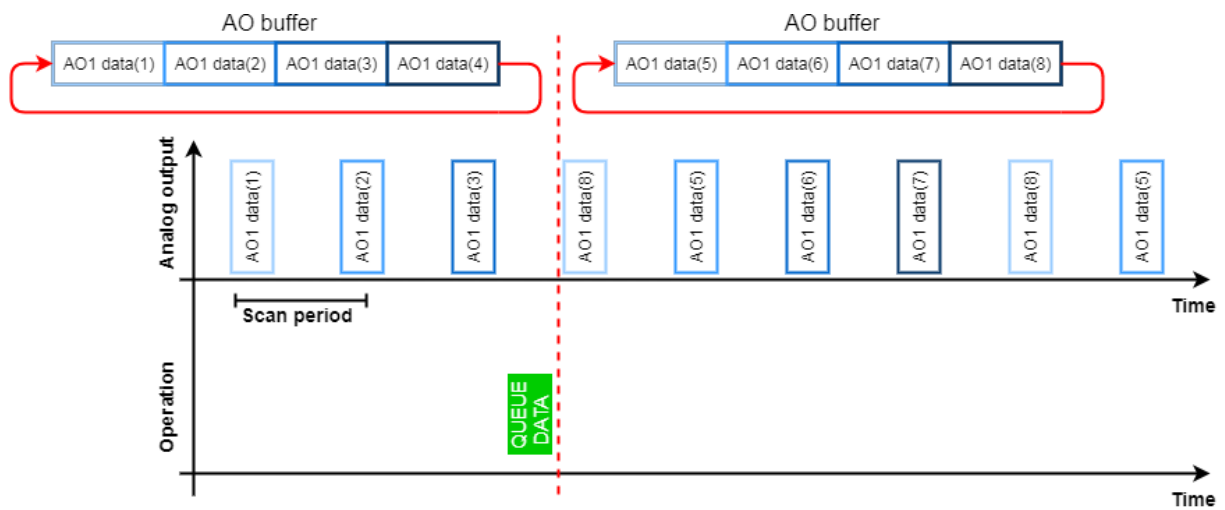 AO buffer
AO buffer
AO1 data(1) AO1 data(2) AO1 data(3) AO1 data(4)
AO1 data(5) AO1 data(6) AO1 data(7) AO1 data(8)
Analog output
AO1 data(1)
AO1 data(2)
AO1 data(3)
AO1 data(8)
AO1 data(5)
AO1 data(6)
AO1 data(7)
AO1 data(8)
AO1 data(5)
Time
Scan period
Operation
QUEUE
DATA
Time